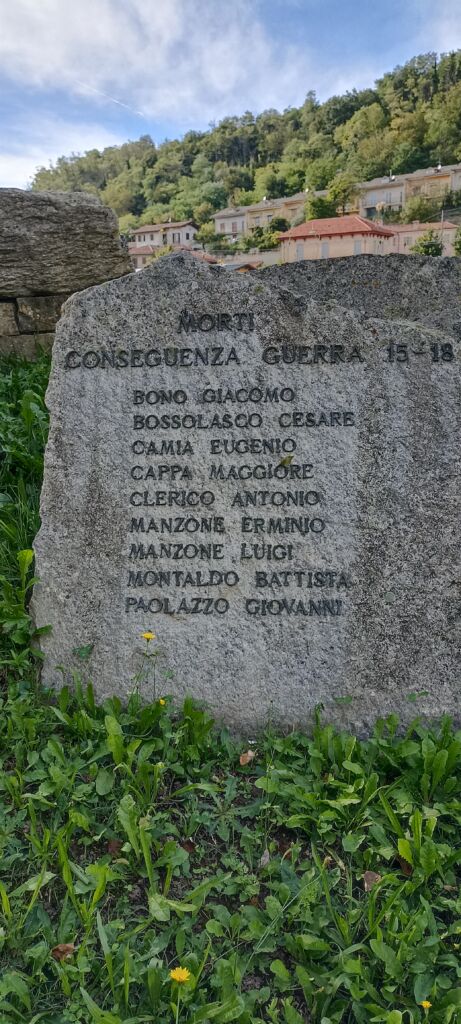 MORTI
CONSEGUENZA GUERRA 15-18
BONO GIACOMO
BOSSOLASCO CESARE
CAMIA EUGENIO
CAPPA MAGGIORE
CLERICO ANTONIO
MANZONE ERMINIO
MANZONE LUIGI
MONTALDO BATTISTA
PAOLAZZO GIOVANNI